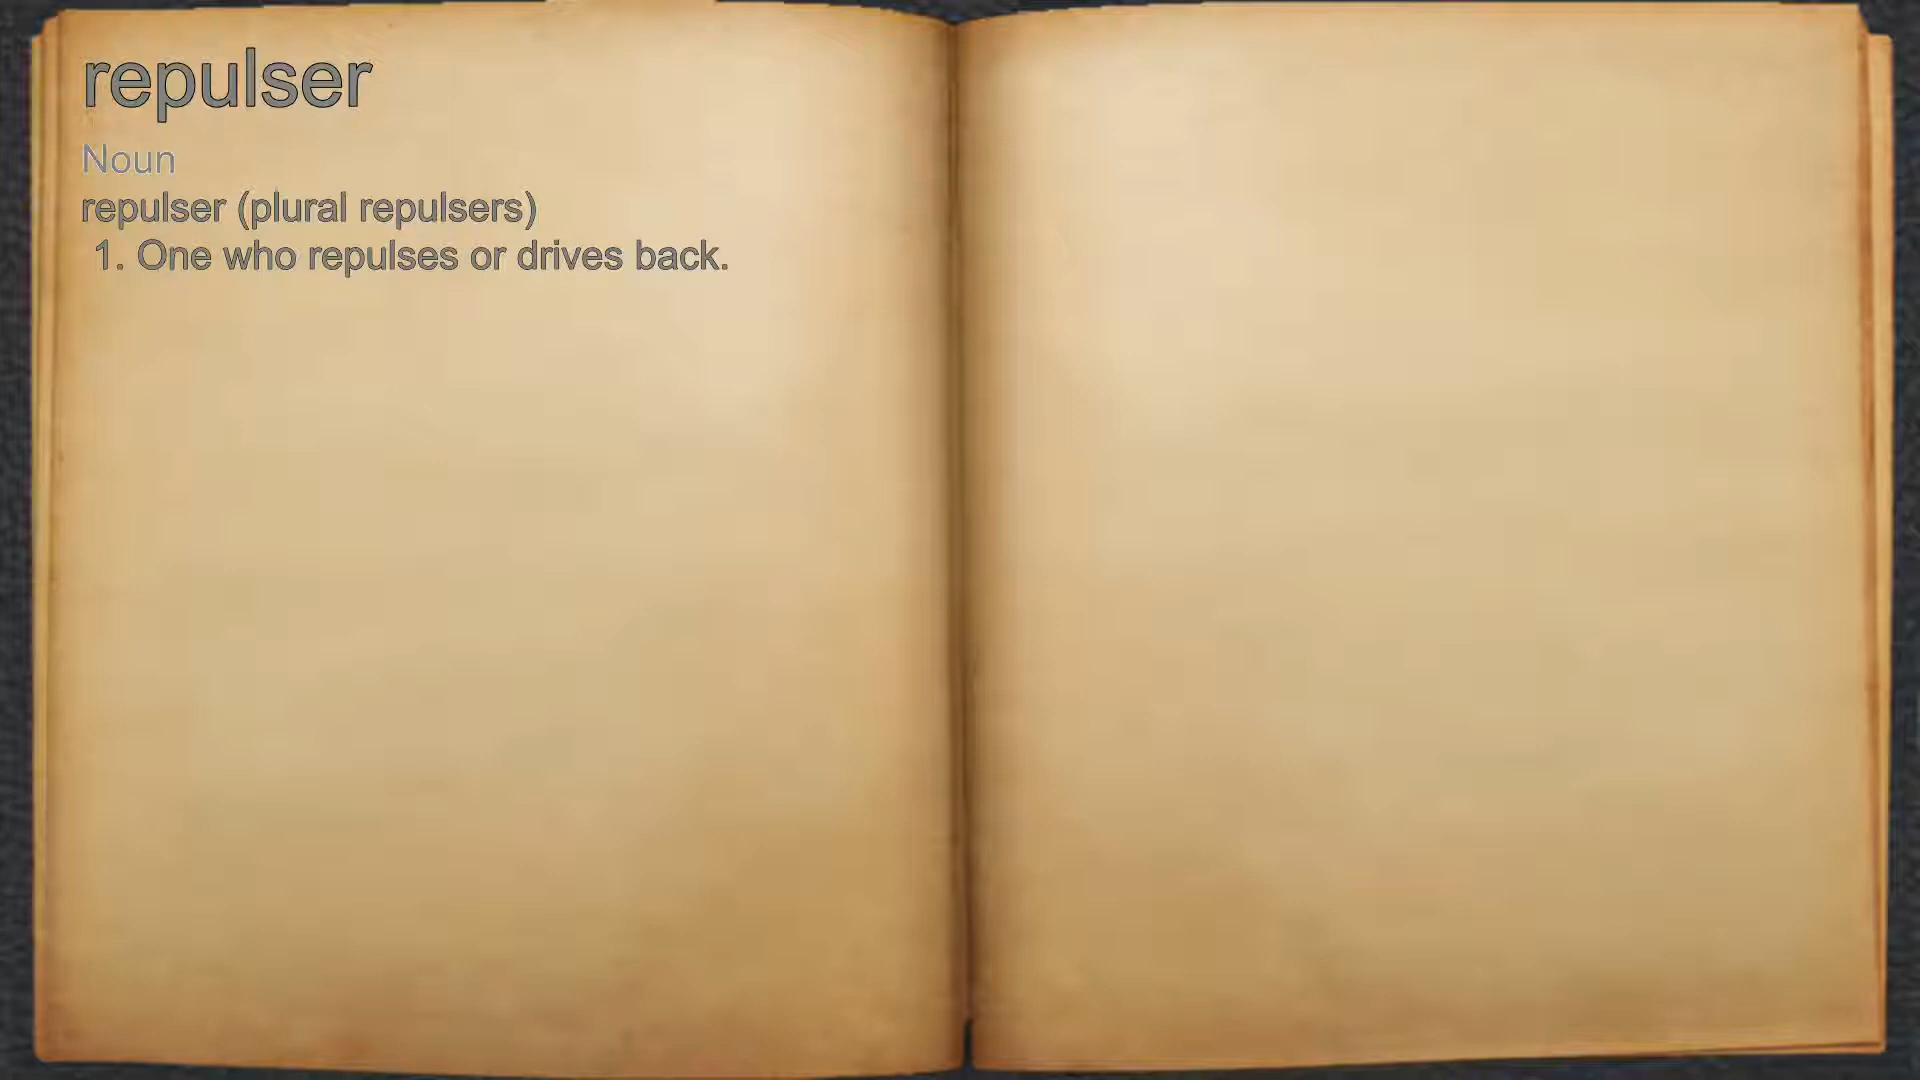 repulser
Noun
repulser (plural repulsers)
1. One who repulses or drives back.